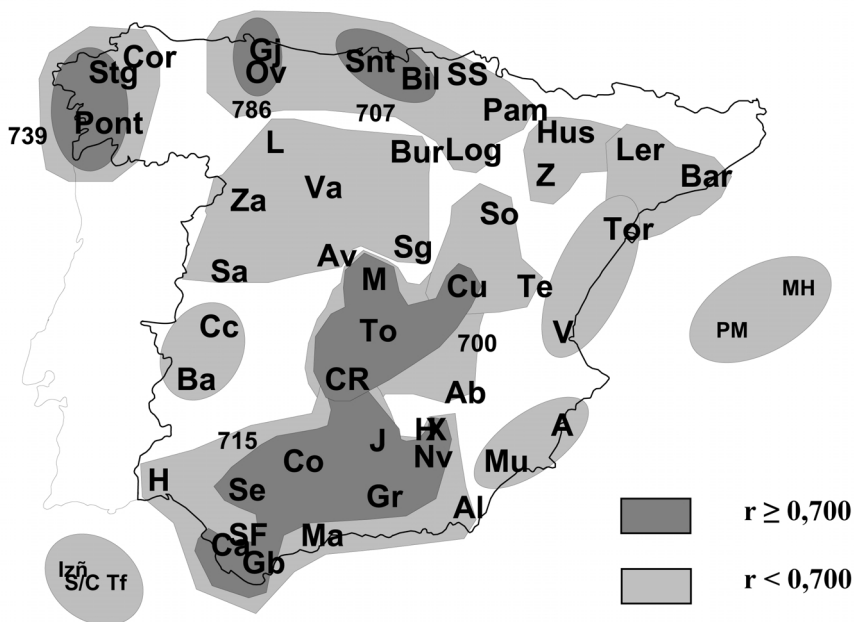 Cor
Gj
Stg
Ov
Snt
Bil
SS
786
707
Pam
739
Pont
Hus
L
Bur
Log
Ler
Z
Bar
Va
Za
So
Tor
Av
Sg
Sa
M
Cu
Te
MH
Cc
To
V
PM
700
Ba
CR
Ab
715
J
H
X
A
Co
Nv
Mu
H
Se
Gr
Al
r ≥ 0,700
SF
Ma
Ca
Gb
Izñ
S/C Tf
r < 0,700